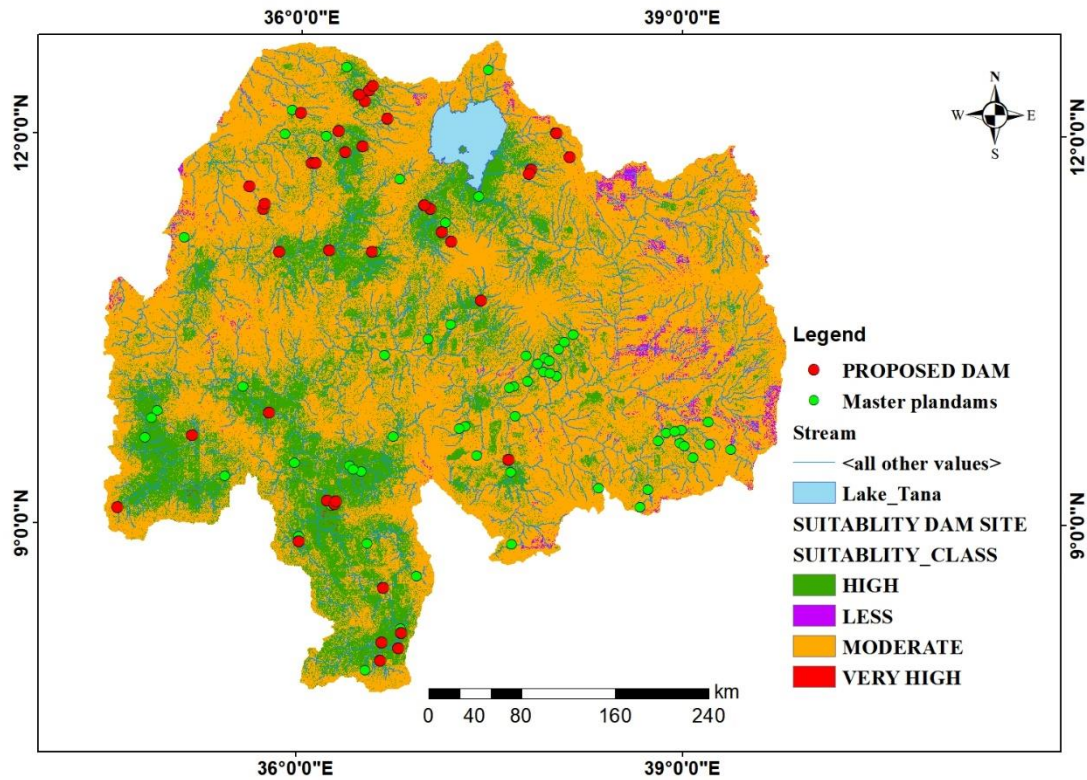 36°0'0"E 39°0'0"E
N
W E
S
12°0'0"N 12°0'0"N
Legend
PROPOSED DAM
Master plandams
Stream
<all other values>
Lake_Tana
SUITABLITY DAM SITE
SUITABLITY_CLASS
HIGH
LESS
MODERATE
VERY HIGH
9°0'0"N 9°0'0"N
km
0 40 80 160 240
36°0'0"E 39°0'0"E